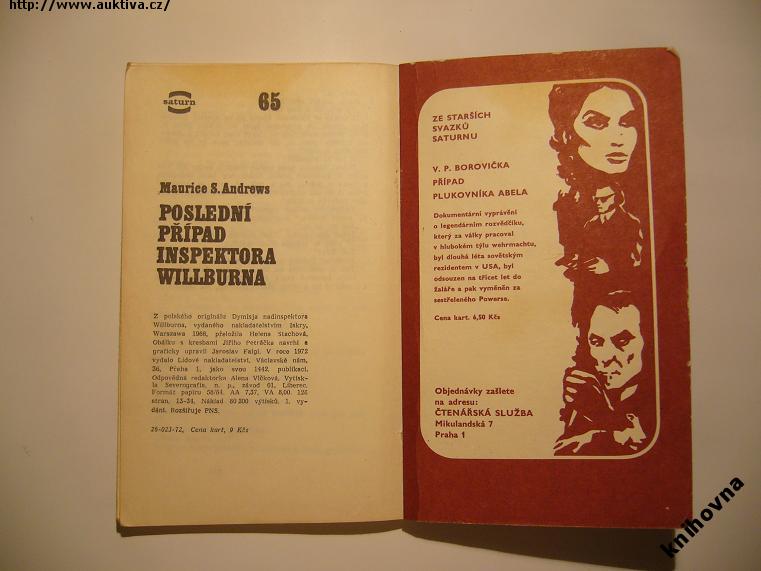 http://www.auktiva.cz/
saturn
65
Maurice S. Andrews
POSLEDNÍ
PŘÍPAD
INSPEKTORA
WILLBURNA
Z polského originálu Dymisja nadinspektora
Willburna, vydaného nakladatelstvím Iskry,
Warszawa 1968, přeložila Helena Stachová.
Obálku s kresbami Jiřího Petráčka navrhl a
graficky upravil Jaroslav Fajgl. V roce 1972
vydalo Lidové nakladatelství, Václavské nám.
36, Praha 1, jako svou 1442. publikaci.
Odpovědná redaktorka Alena Vlčková. Vytisk-
la Severografia, n. p., závod 01, Liberec.
Formát papíru 58/64. AA 7,37, VA 8,00. 128
stran. 13-34. Náklad 80 200 výtisků. 1. vy-
dání. Rozšiřuje PNS.
26-023-72, Cena kart. 9 Kčs
ZE STARŠÍCH
SVAZKŮ
SATURNU
V. P. BOROVIČKA
PŘÍPAD
PLUKOVNÍKA ABELA
Dokumentární vyprávění
o legendárním rozvědčíku,
který za války pracoval
v hlubokém týlu wehrmachtu,
byl dlouhá léta sovětským
rezidentem v USA, byl
odsouzen na třicet let do
žaláře a pak vyměněn za
sestřeleného Powerse.
Cena kart. 6,50 Kčs
Objednávky zašlete
na adresu:
ČTENÁŘSKÁ SLUŽBA
Mikulandská 7
Praha 1
knihovna